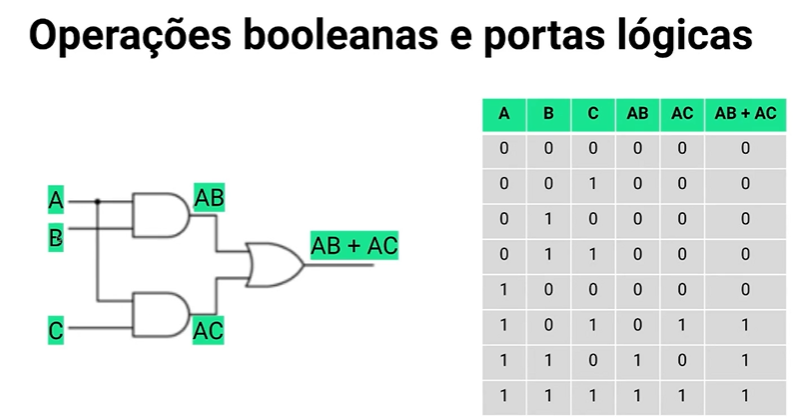 Operações booleanas e portas lógicas
A
B
C
AB
AC
AB + AC
A B C AB AC AB + AC
0 0 0 0 0 0
0 0 1 0 0 0
0 1 0 0 0 0
0 1 1 0 0 0
1 0 0 0 0 0
1 0 1 0 1 1
1 1 0 1 0 1
1 1 1 1 1 1